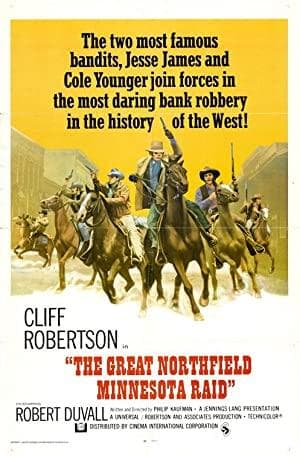 The two most famous
bandits, Jesse James and
Cole Younger join forces in
the most daring bank robbery
in the history of the West!
CLIFF
ROBERTSON in
"THE GREAT NORTHFIELD
MINNESOTA RAID"
ROBERT DUVALL
Written and Directed by PHILIP KAUFMAN • A JENNINGS LANG PRESENTATION
A UNIVERSAL / ROBERTSON AND ASSOCIATES PRODUCTION • TECHNICOLOR®
DISTRIBUTED BY CINEMA INTERNATIONAL CORPORATION